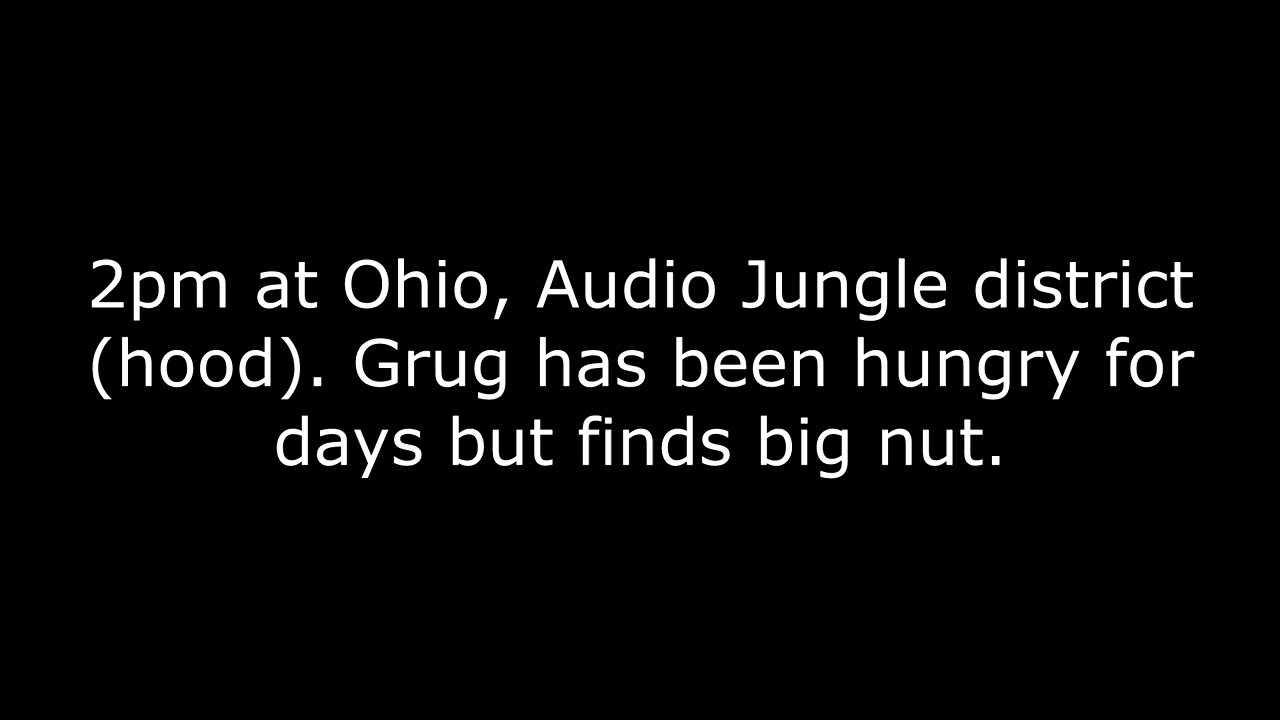 2pm at Ohio, Audio Jungle district
(hood). Grug has been hungry for
days but finds big nut.